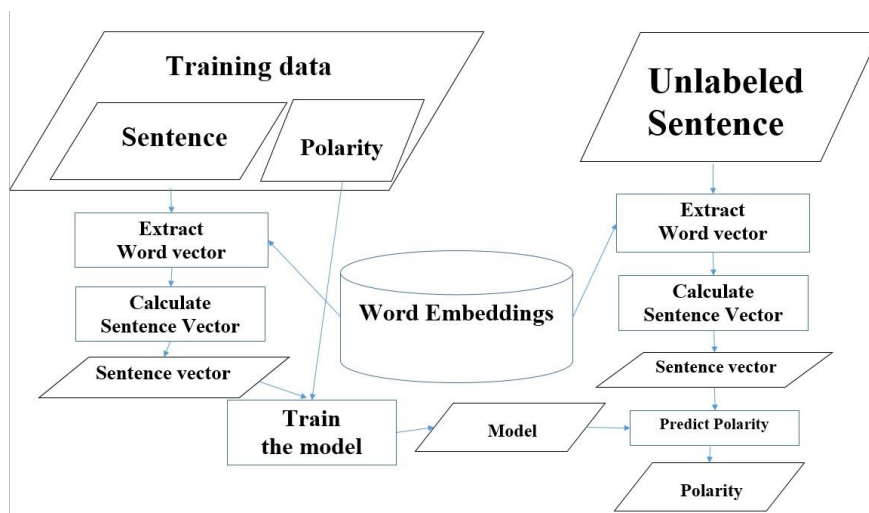 Training data
Sentence
Polarity
Extract
Word vector
Calculate
Sentence Vector
Sentence vector
Train
the model
Word Embeddings
Model
Unlabeled
Sentence
Extract
Word vector
Calculate
Sentence Vector
Sentence vector
Predict Polarity
Polarity